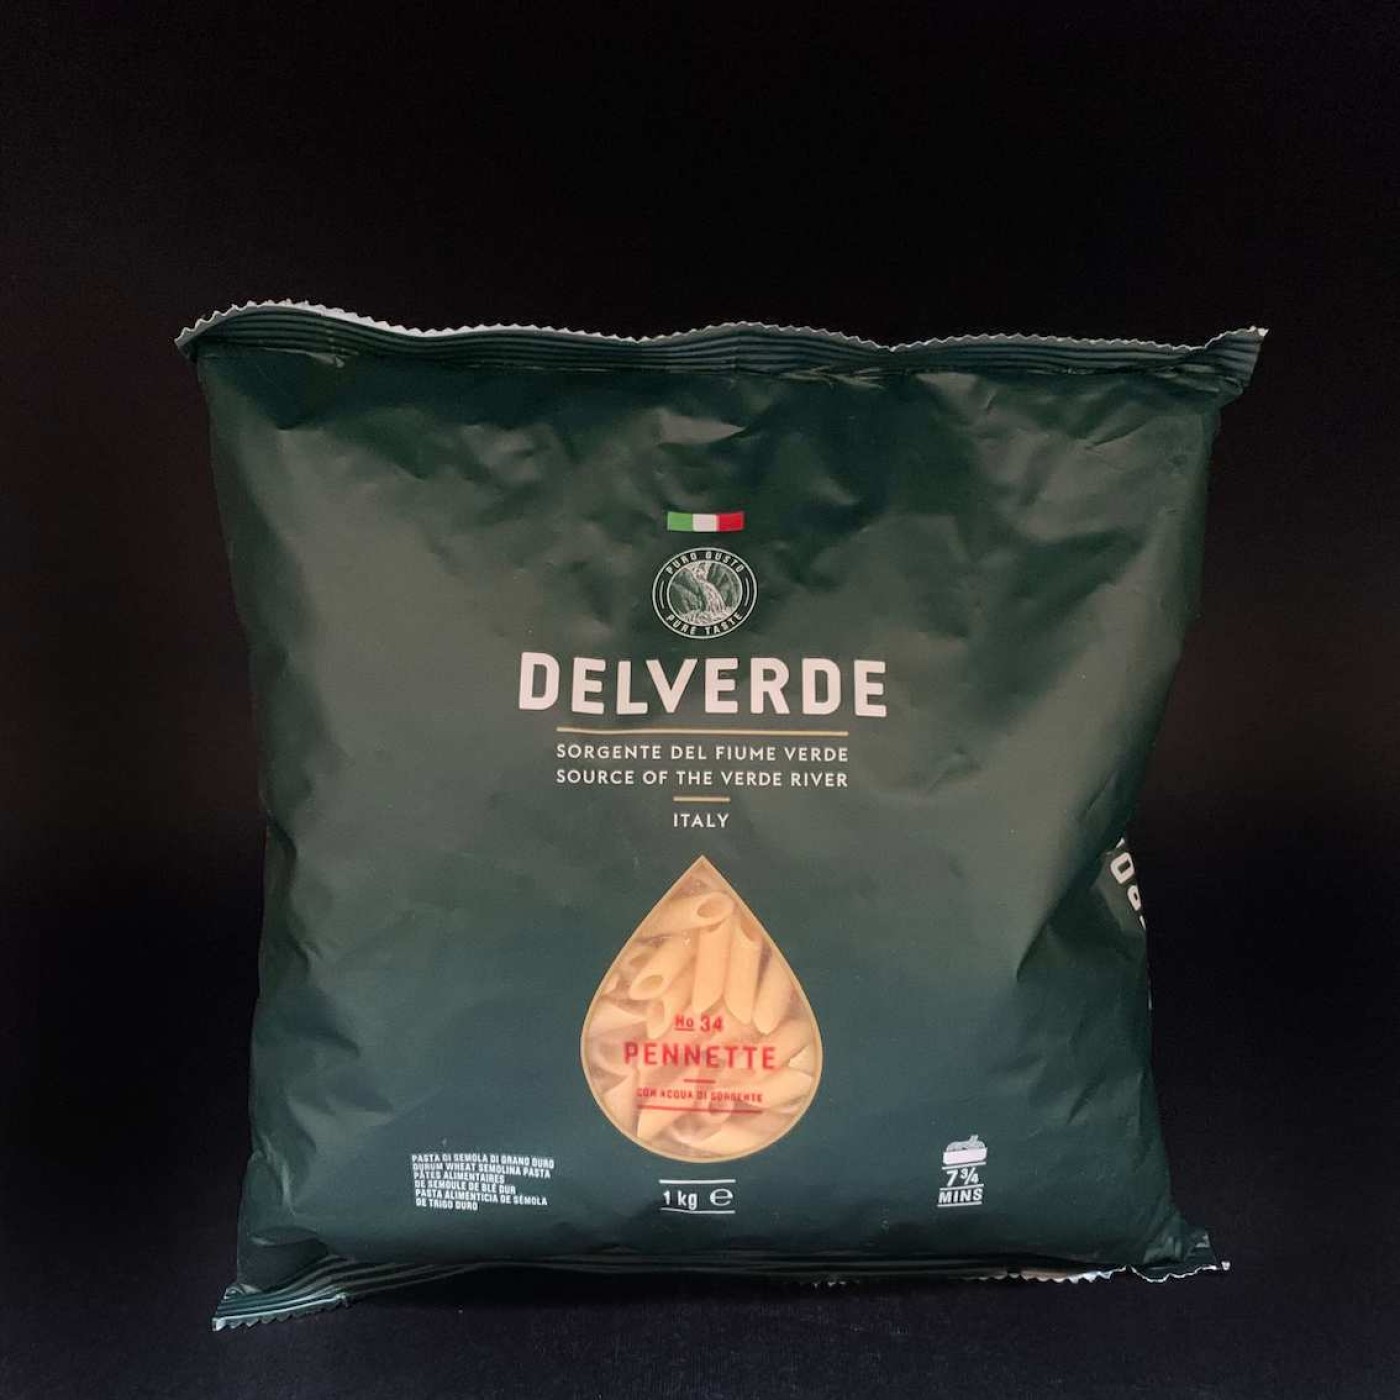 PURO GUSTO
PURE TASTE
DELVERDE
SORGENTE DEL FIUME VERDE
SOURCE OF THE VERDE RIVER
ITALY
No 34
PENNETTE
CON ACQUA DI SORGENTE
PASTA DI SEMOLA DI GRANO DURO
DURUM WHEAT SEMOLINA PASTA
PÂTES ALIMENTAIRES
DE SEMOULE DE BLÉ DUR
PASTA ALIMENTICIA DE SÉMOLA
DE TRIGO DURO
1 kg ℮
7 ¾
MINS